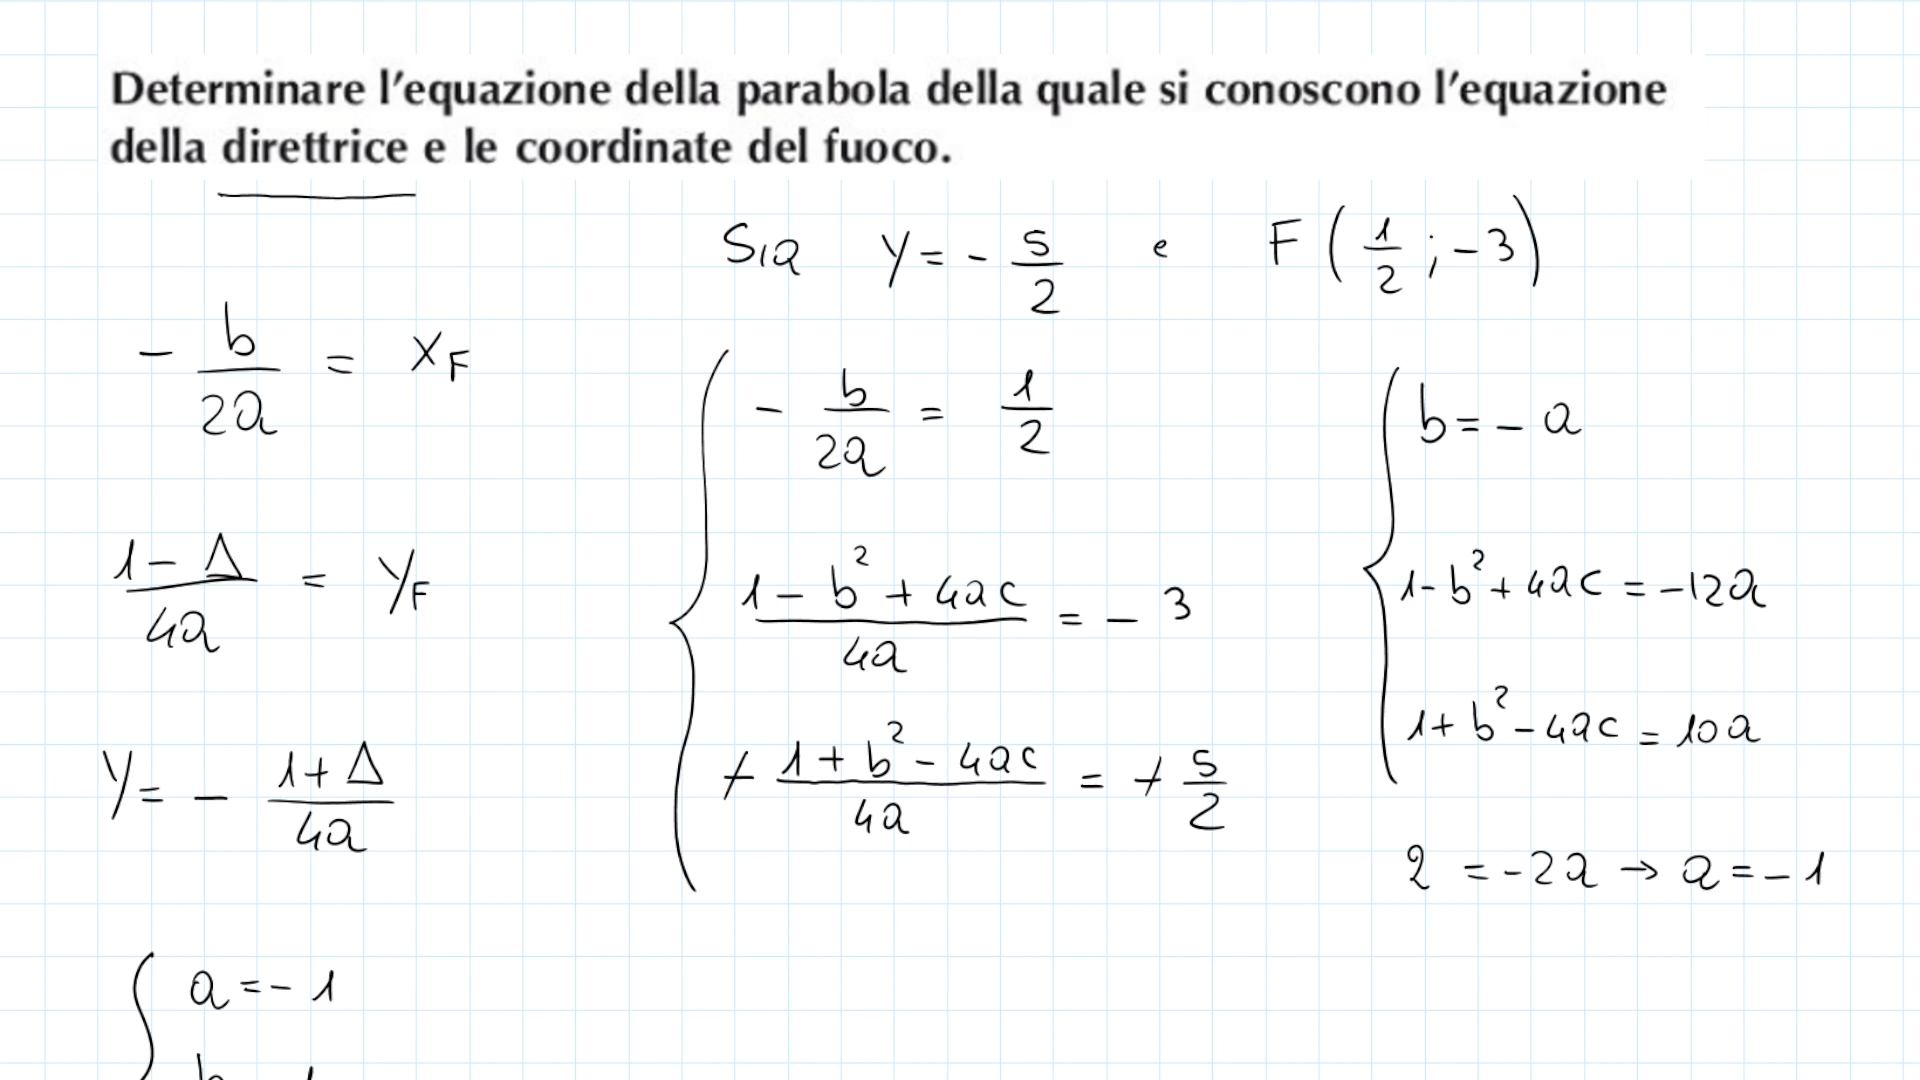 Determinare l'equazione della parabola della quale si conoscono l'equazione
della direttrice e le coordinate del fuoco.
Sia y = - 5/2 e F (1/2 ; -3)
- b/2a = x_F
(1 - Δ)/4a = y_F
y = - (1 + Δ)/4a
- b/2a = 1/2
(1 - b² + 4ac)/4a = - 3
+ (1 + b² - 4ac)/4a = + 5/2
b = - a
1 - b² + 4ac = -12a
1 + b² - 4ac = 10a
2 = -2a → a = -1
a = -1